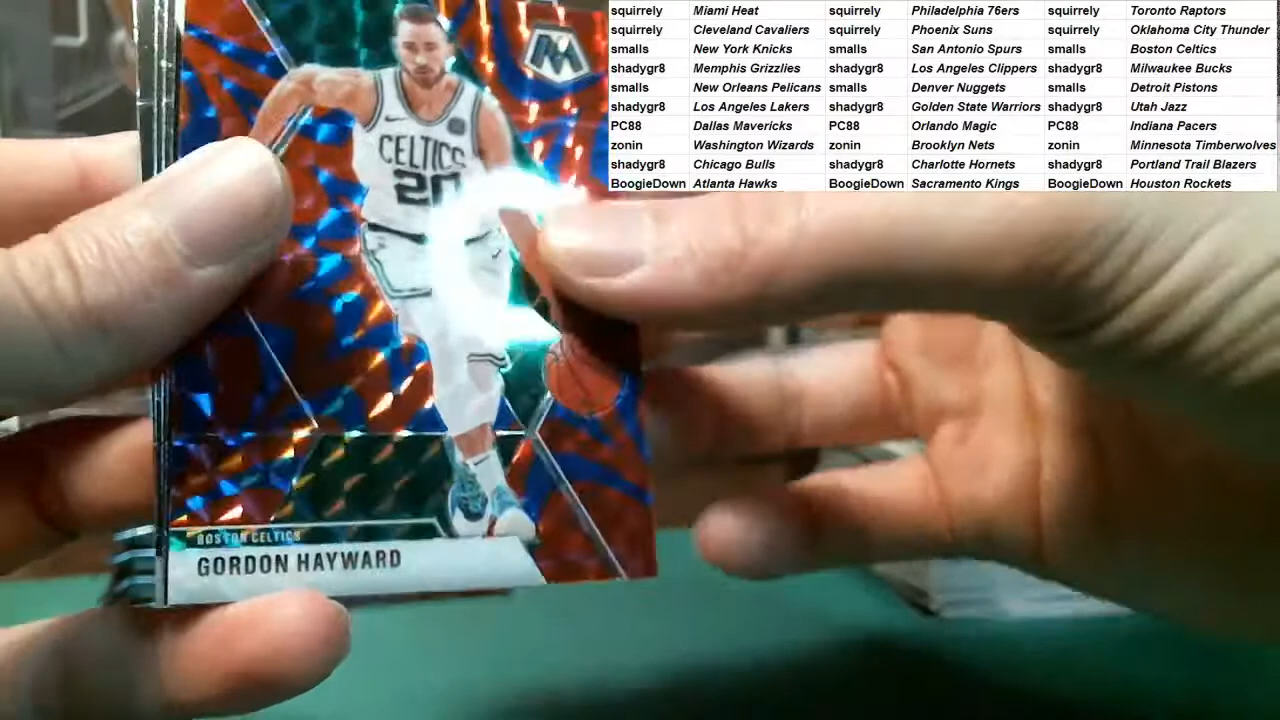 squirrely Miami Heat squirrely Philadelphia 76ers squirrely Toronto Raptors
squirrely Cleveland Cavaliers squirrely Phoenix Suns squirrely Oklahoma City Thunder
smalls New York Knicks smalls San Antonio Spurs smalls Boston Celtics
shadygr8 Memphis Grizzlies shadygr8 Los Angeles Clippers shadygr8 Milwaukee Bucks
smalls New Orleans Pelicans smalls Denver Nuggets smalls Detroit Pistons
shadygr8 Los Angeles Lakers shadygr8 Golden State Warriors shadygr8 Utah Jazz
PC88 Dallas Mavericks PC88 Orlando Magic PC88 Indiana Pacers
zonin Washington Wizards zonin Brooklyn Nets zonin Minnesota Timberwolves
shadygr8 Chicago Bulls shadygr8 Charlotte Hornets shadygr8 Portland Trail Blazers
BoogieDown Atlanta Hawks BoogieDown Sacramento Kings BoogieDown Houston Rockets
M
CELTICS
20
BOSTON CELTICS
GORDON HAYWARD